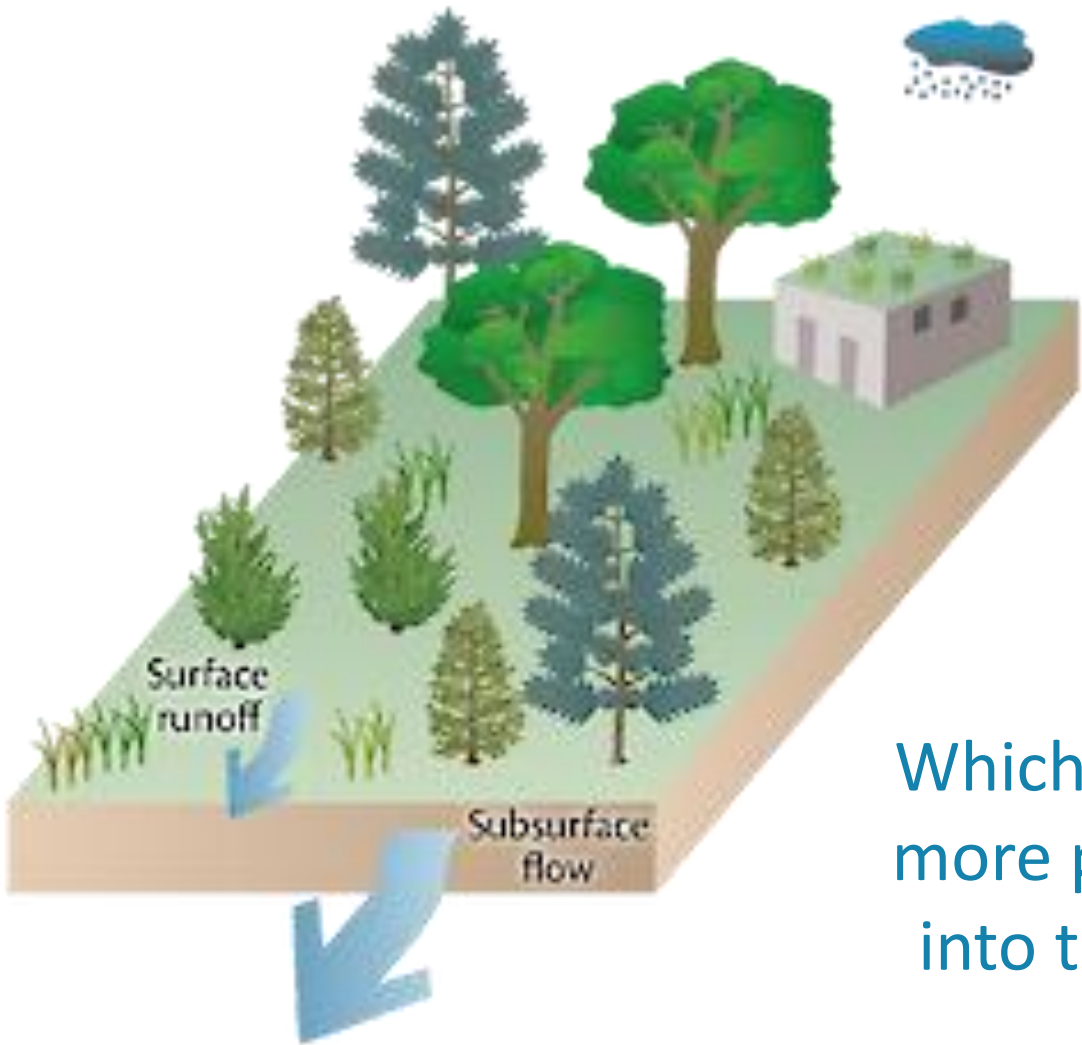 Surface
runoff
Subsurface
flow
Which
more p
into t